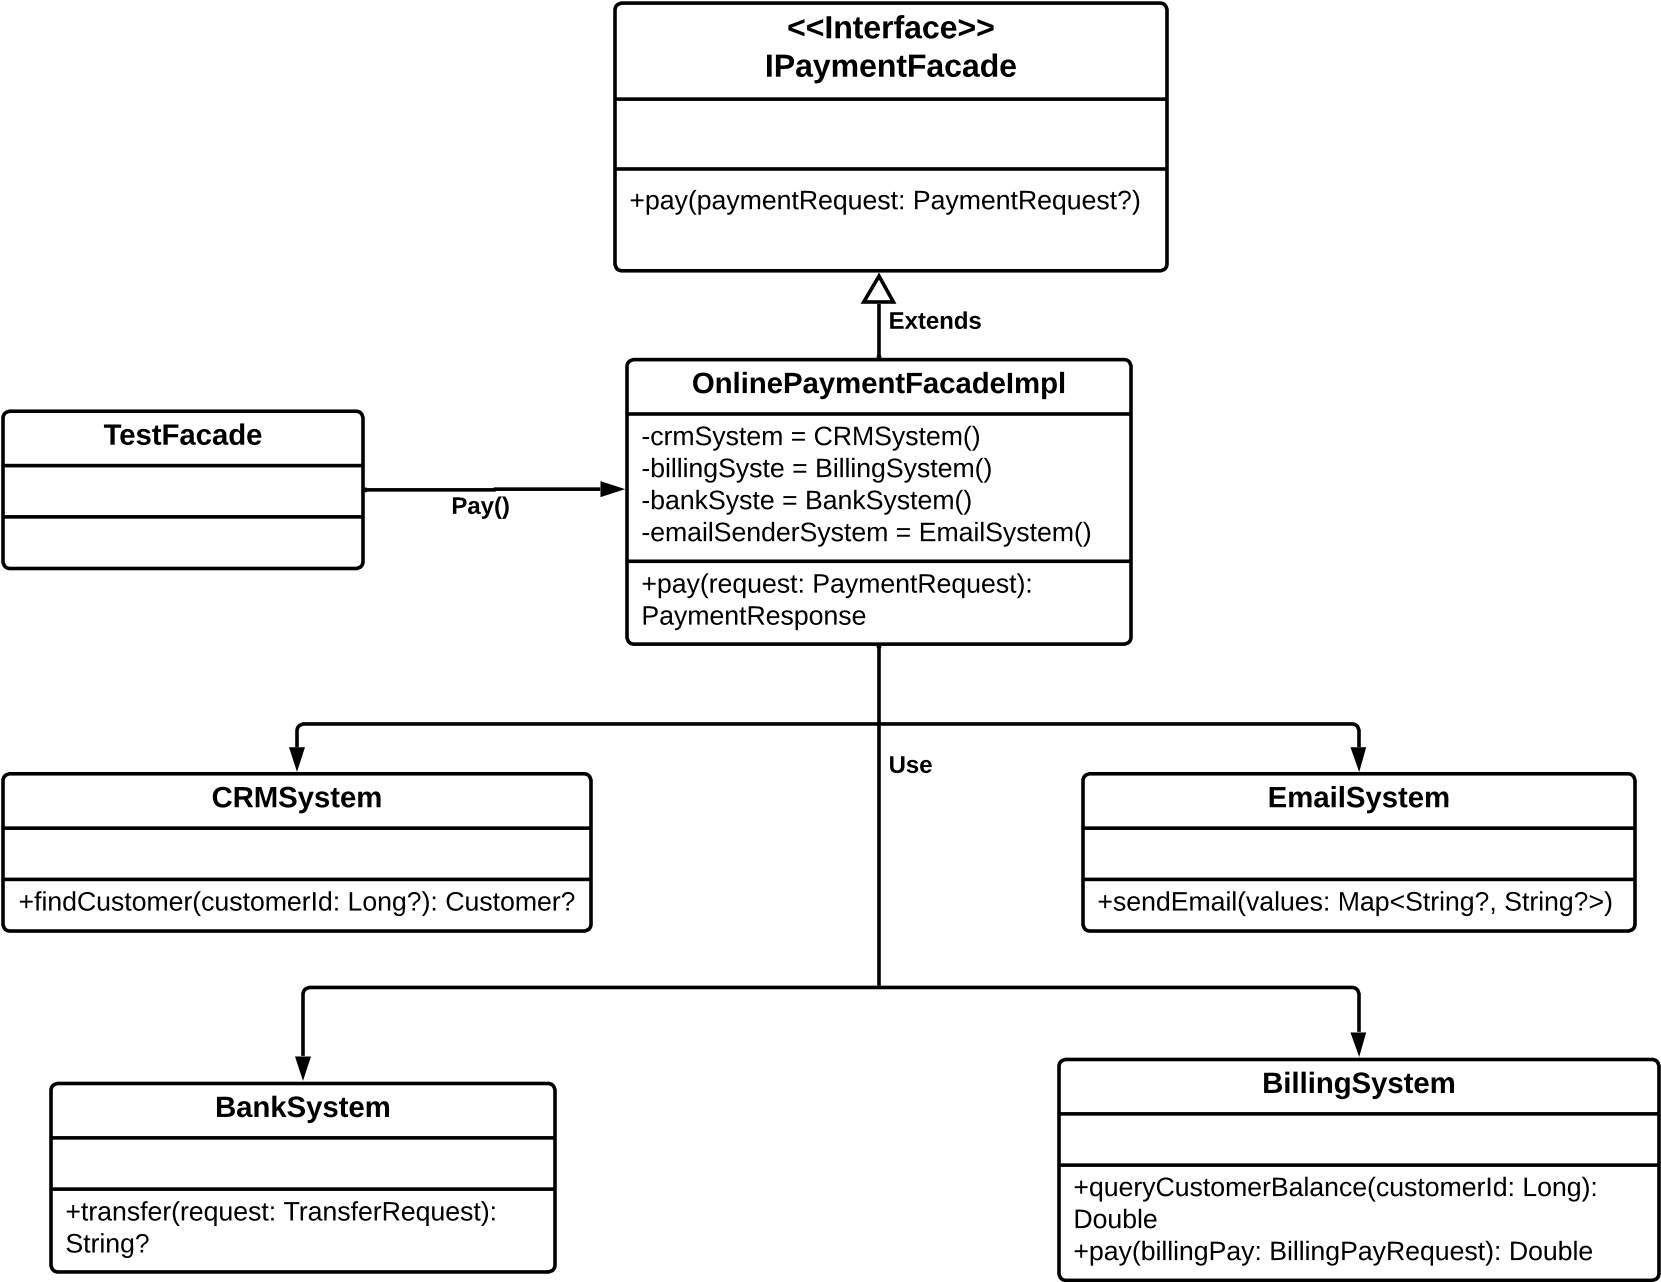 <<Interface>>
IPaymentFacade
+pay(paymentRequest: PaymentRequest?)
Extends
OnlinePaymentFacadeImpl
-crmSystem = CRMSystem()
-billingSyste = BillingSystem()
-bankSyste = BankSystem()
-emailSenderSystem = EmailSystem()
+pay(request: PaymentRequest):
PaymentResponse
TestFacade
Pay()
Use
CRMSystem
+findCustomer(customerId: Long?): Customer?
EmailSystem
+sendEmail(values: Map<String?, String?>)
BankSystem
+transfer(request: TransferRequest):
String?
BillingSystem
+queryCustomerBalance(customerId: Long):
Double
+pay(billingPay: BillingPayRequest): Double